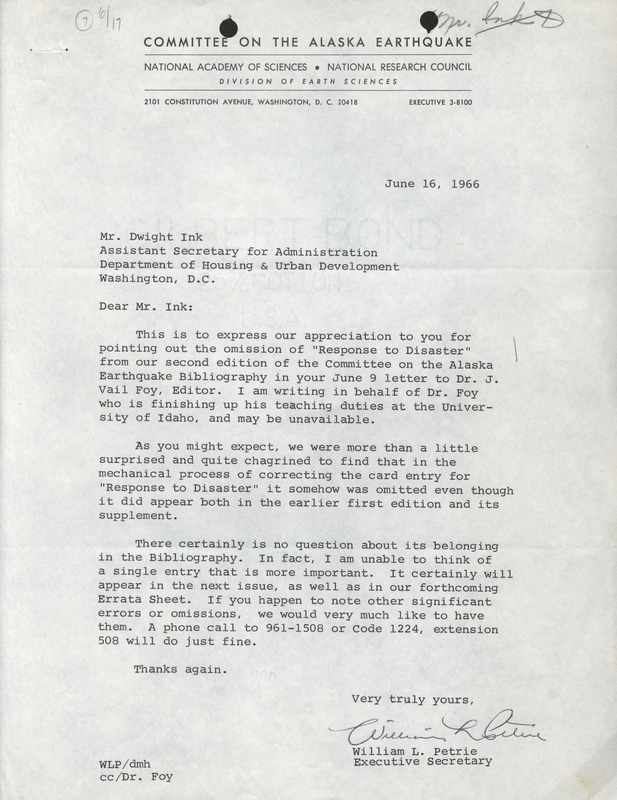 7 6/17
Mr. Ink
COMMITTEE ON THE ALASKA EARTHQUAKE
NATIONAL ACADEMY OF SCIENCES • NATIONAL RESEARCH COUNCIL
DIVISION OF EARTH SCIENCES
2101 CONSTITUTION AVENUE, WASHINGTON, D. C. 20418 EXECUTIVE 3-8100
June 16, 1966
Mr. Dwight Ink
Assistant Secretary for Administration
Department of Housing & Urban Development
Washington, D.C.
Dear Mr. Ink:
This is to express our appreciation to you for
pointing out the omission of "Response to Disaster"
from our second edition of the Committee on the Alaska
Earthquake Bibliography in your June 9 letter to Dr. J.
Vail Foy, Editor. I am writing in behalf of Dr. Foy
who is finishing up his teaching duties at the Univer-
sity of Idaho, and may be unavailable.
As you might expect, we were more than a little
surprised and quite chagrined to find that in the
mechanical process of correcting the card entry for
"Response to Disaster" it somehow was omitted even though
it did appear both in the earlier first edition and its
supplement.
There certainly is no question about its belonging
in the Bibliography. In fact, I am unable to think of
a single entry that is more important. It certainly will
appear in the next issue, as well as in our forthcoming
Errata Sheet. If you happen to note other significant
errors or omissions, we would very much like to have
them. A phone call to 961-1508 or Code 1224, extension
508 will do just fine.
Thanks again.
Very truly yours,
William L. Petrie
William L. Petrie
Executive Secretary
WLP/dmh
cc/Dr. Foy